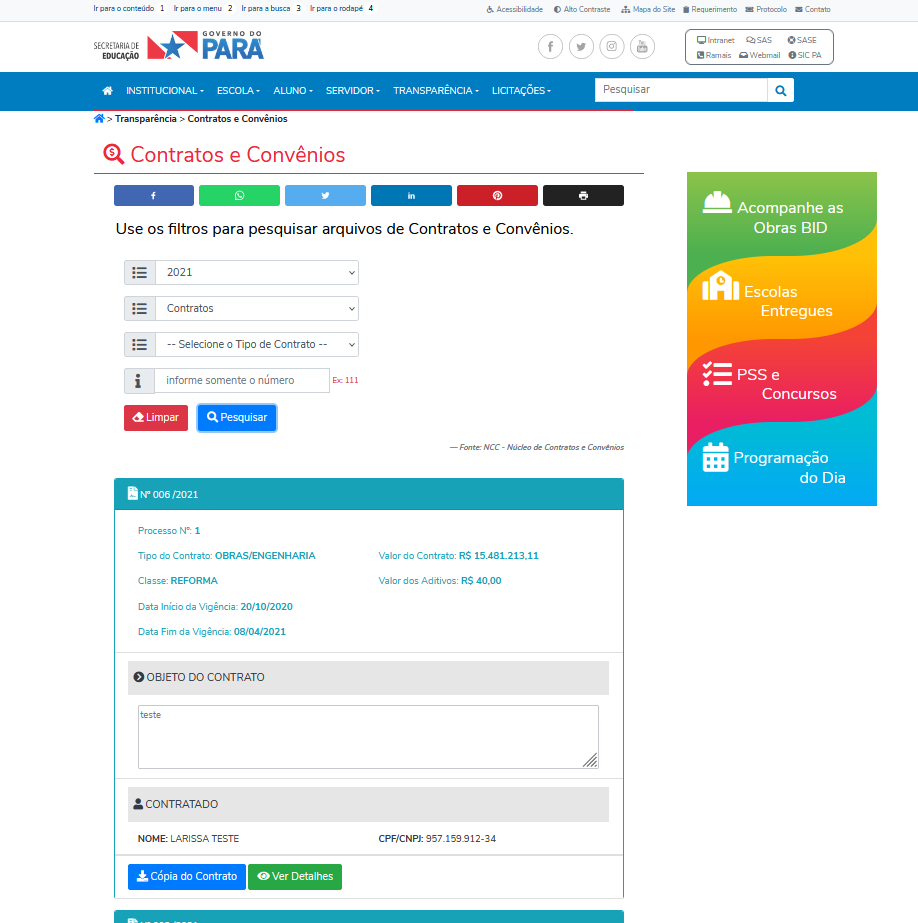 Ir para o conteúdo 1 Ir para o menu 2 Ir para a busca 3 Ir para o rodapé 4
Acessibilidade Alto Contraste Mapa do Site Requerimento Protocolo Contato
SECRETARIA DE
EDUCAÇÃO
GOVERNO DO
PARÁ
Intranet SAS SASE
Ramais Webmail SIC PA
INSTITUCIONAL ESCOLA ALUNO SERVIDOR TRANSPARÊNCIA LICITAÇÕES
Pesquisar
> Transparência > Contratos e Convênios
Contratos e Convênios
Use os filtros para pesquisar arquivos de Contratos e Convênios.
2021
Contratos
-- Selecione o Tipo de Contrato --
informe somente o número Ex: 111
Limpar Pesquisar
— Fonte: NCC - Núcleo de Contratos e Convênios
Nº 006 /2021
Processo Nº: 1
Tipo do Contrato: OBRAS/ENGENHARIA Valor do Contrato: R$ 15.481.213,11
Classe: REFORMA Valor dos Aditivos: R$ 40,00
Data Início da Vigência: 20/10/2020
Data Fim da Vigência: 08/04/2021
OBJETO DO CONTRATO
teste
CONTRATADO
NOME: LARISSA TESTE CPF/CNPJ: 957.159.912-34
Cópia do Contrato Ver Detalhes
Acompanhe as
Obras BID
Escolas
Entregues
PSS e
Concursos
Programação
do Dia